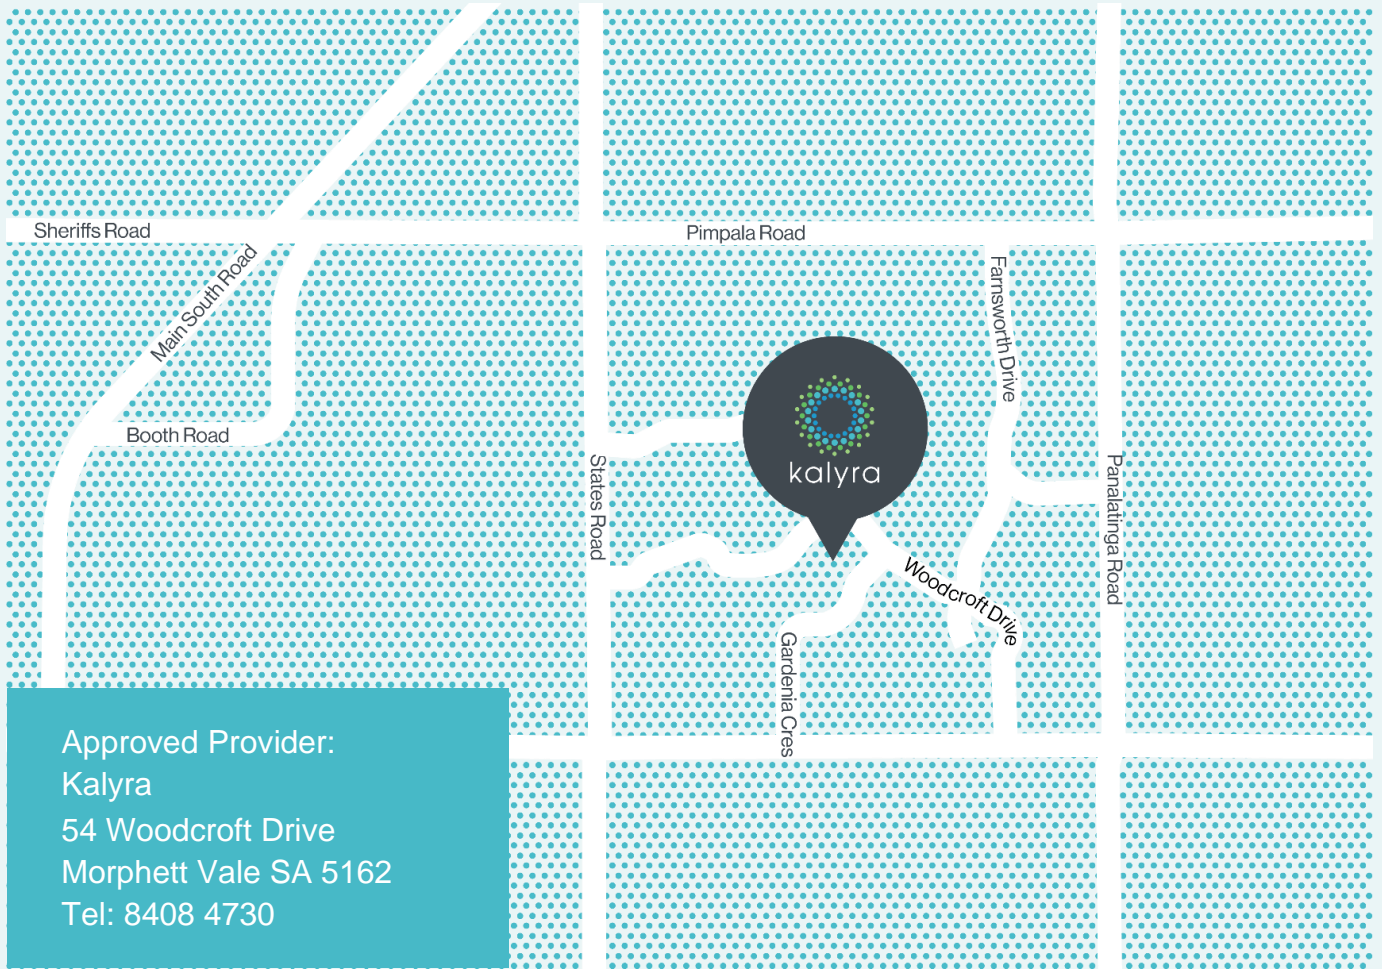 Sheriffs Road
Pimpala Road
Main South Road
Farnsworth Drive
Booth Road
kalyra
States Road
Panalatinga Road
Woodcroft Drive
Gardenia Cres
Approved Provider:
Kalyra
54 Woodcroft Drive
Morphett Vale SA 5162
Tel: 8408 4730